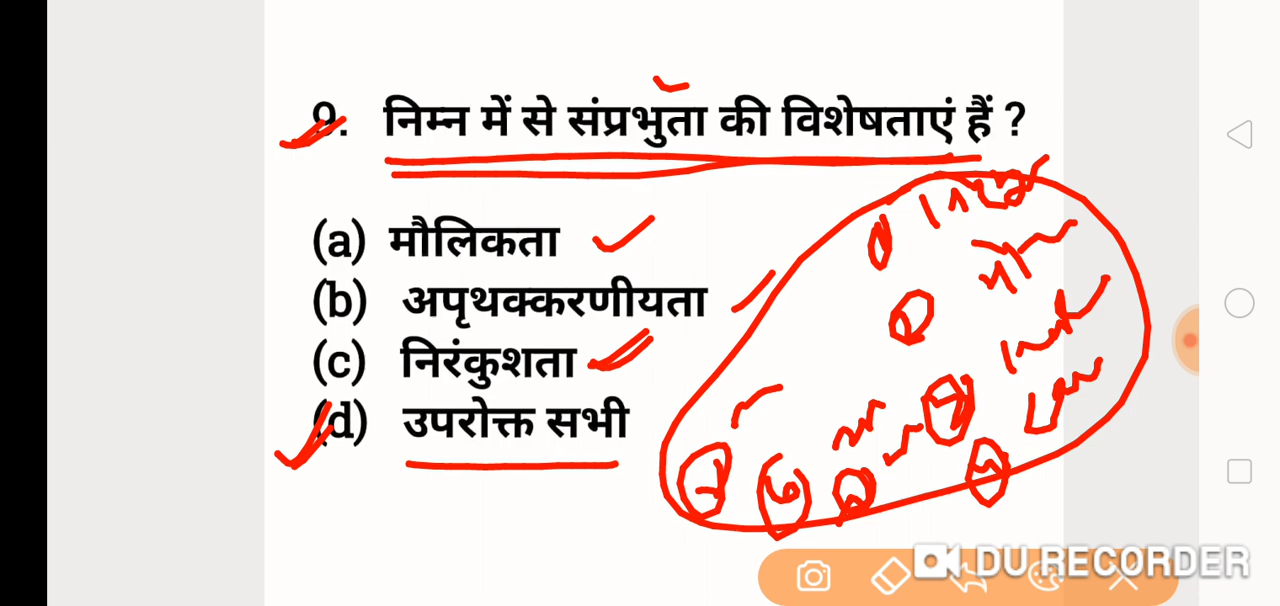 9. निम्न में से संप्रभुता की विशेषताएं हैं ?
(a) मौलिकता
(b) अपृथक्करणीयता
(c) निरंकुशता
(d) उपरोक्त सभी
DU RECORDER